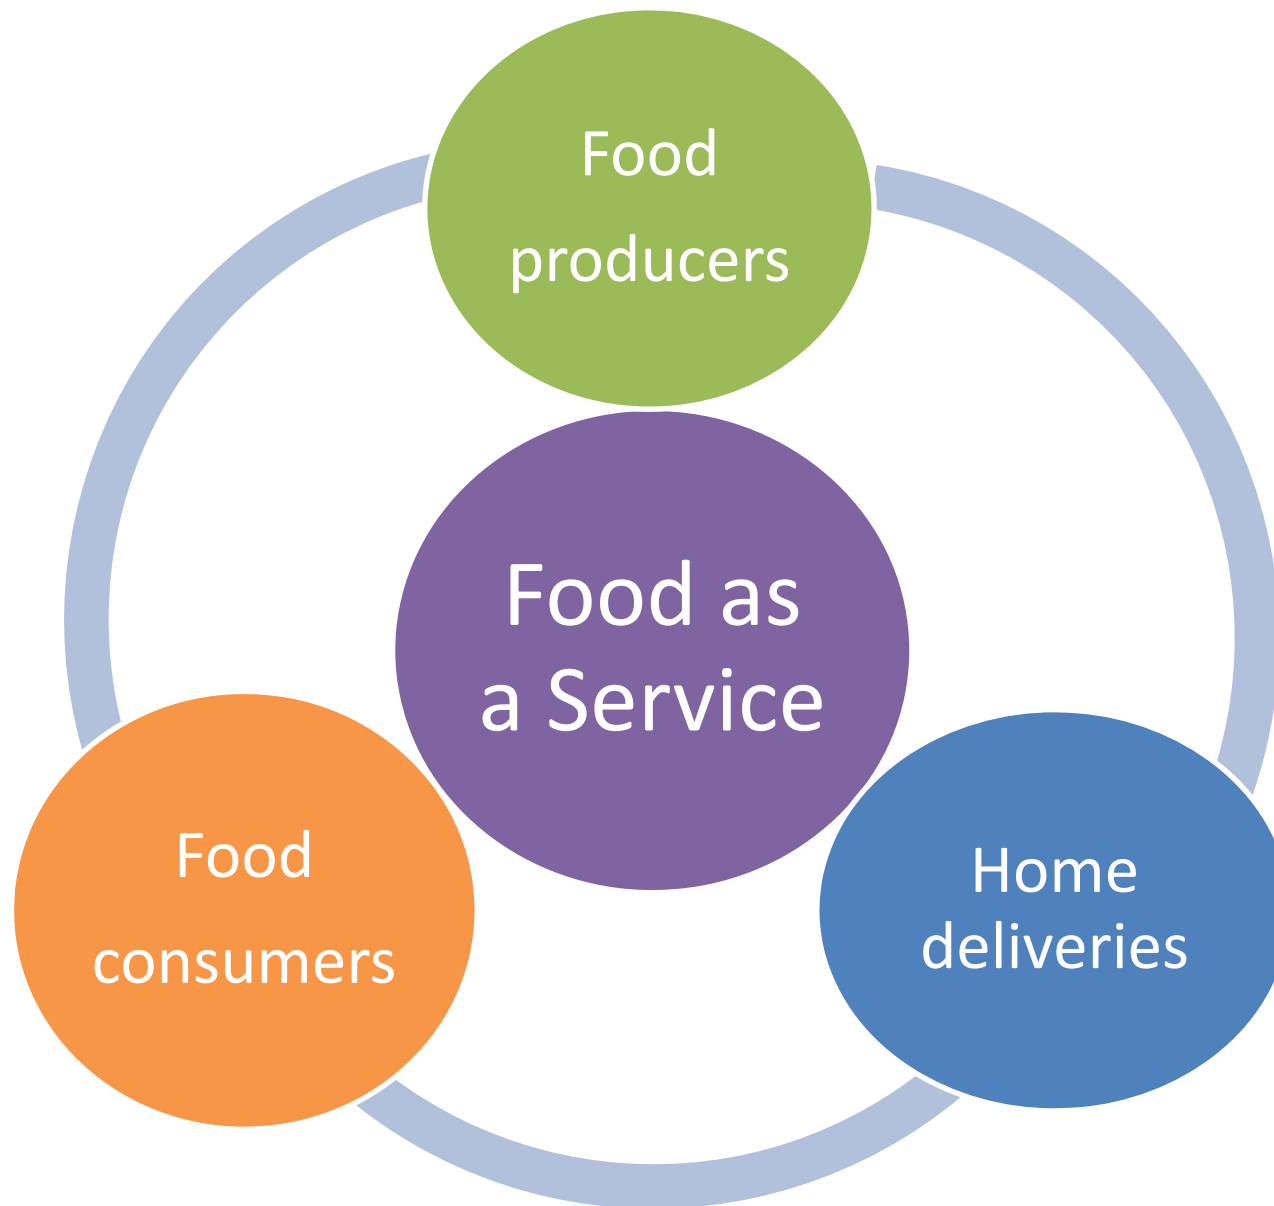 Food
producers
Food as
a Service
Food
consumers
Home
deliveries